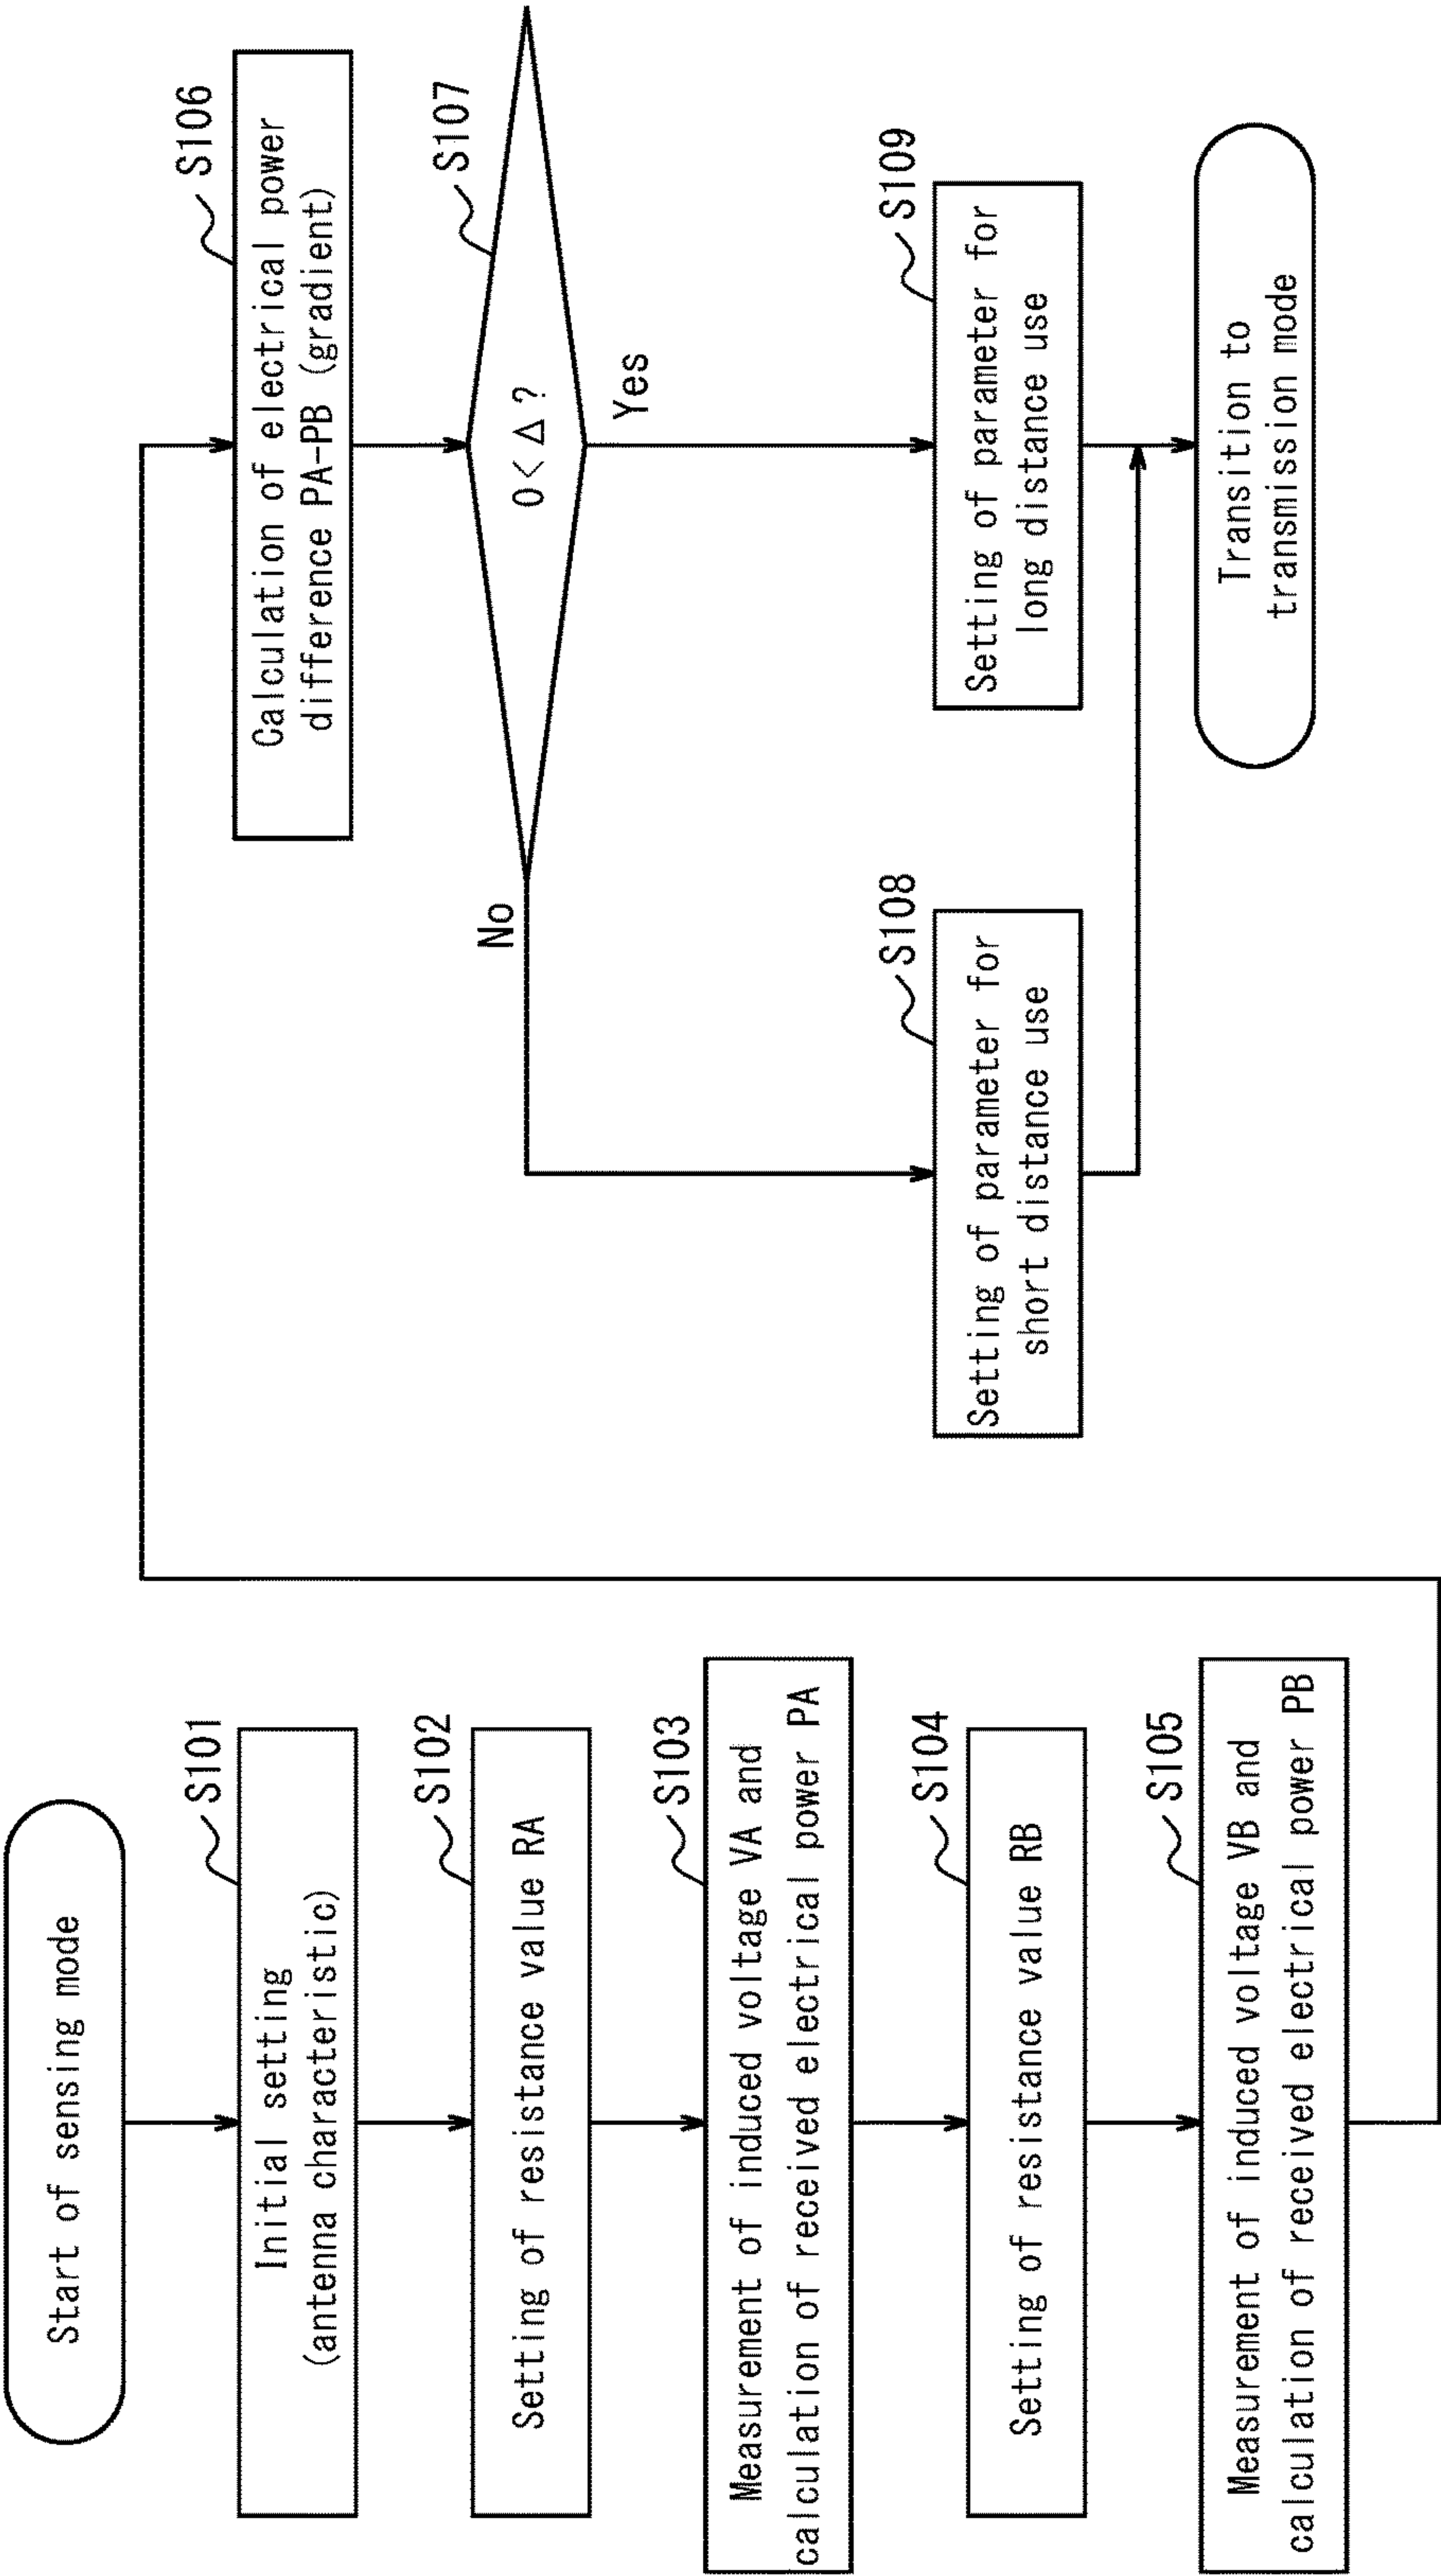 Start of sensing mode
S101
Initial setting
(antenna characteristic)
S102
Setting of resistance value RA
S103
Measurement of induced voltage VA and
calculation of received electrical power PA
S104
Setting of resistance value RB
S105
Measurement of induced voltage VB and
calculation of received electrical power PB
S106
Calculation of electrical power
difference PA-PB (gradient)
S107
0<Δ?
No
Yes
S108
Setting of parameter for
short distance use
S109
Setting of parameter for
long distance use
Transition to
transmission mode